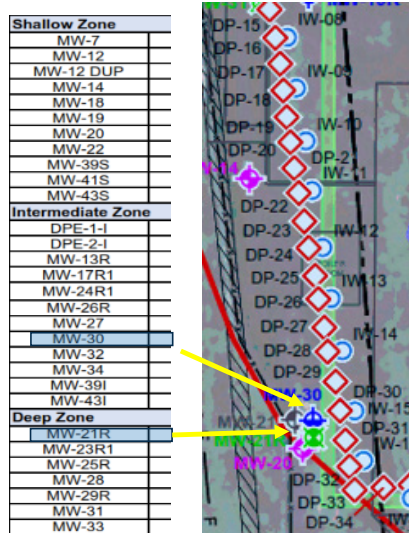 Shallow Zone
MW-7
MW-12
MW-12 DUP
MW-14
MW-18
MW-19
MW-20
MW-22
MW-39S
MW-41S
MW-43S
Intermediate Zone
DPE-1-I
DPE-2-I
MW-13R
MW-17R1
MW-24R1
MW-26R
MW-27
MW-30
MW-32
MW-34
MW-39I
MW-43I
Deep Zone
MW-21R
MW-23R1
MW-25R
MW-28
MW-29R
MW-31
MW-33
IW-08
DP-15
DP-16
DP-17
IW-09
DP-18
DP-19
IW-10
DP-20
DP-21
IW-11
DP-22
DP-23
IW-12
DP-24
DP-25
IW-13
DP-26
DP-27
IW-14
DP-28
DP-29
MW-30
DP-30
IW-15
DP-31
MW-20
DP-32
DP-33
DP-34